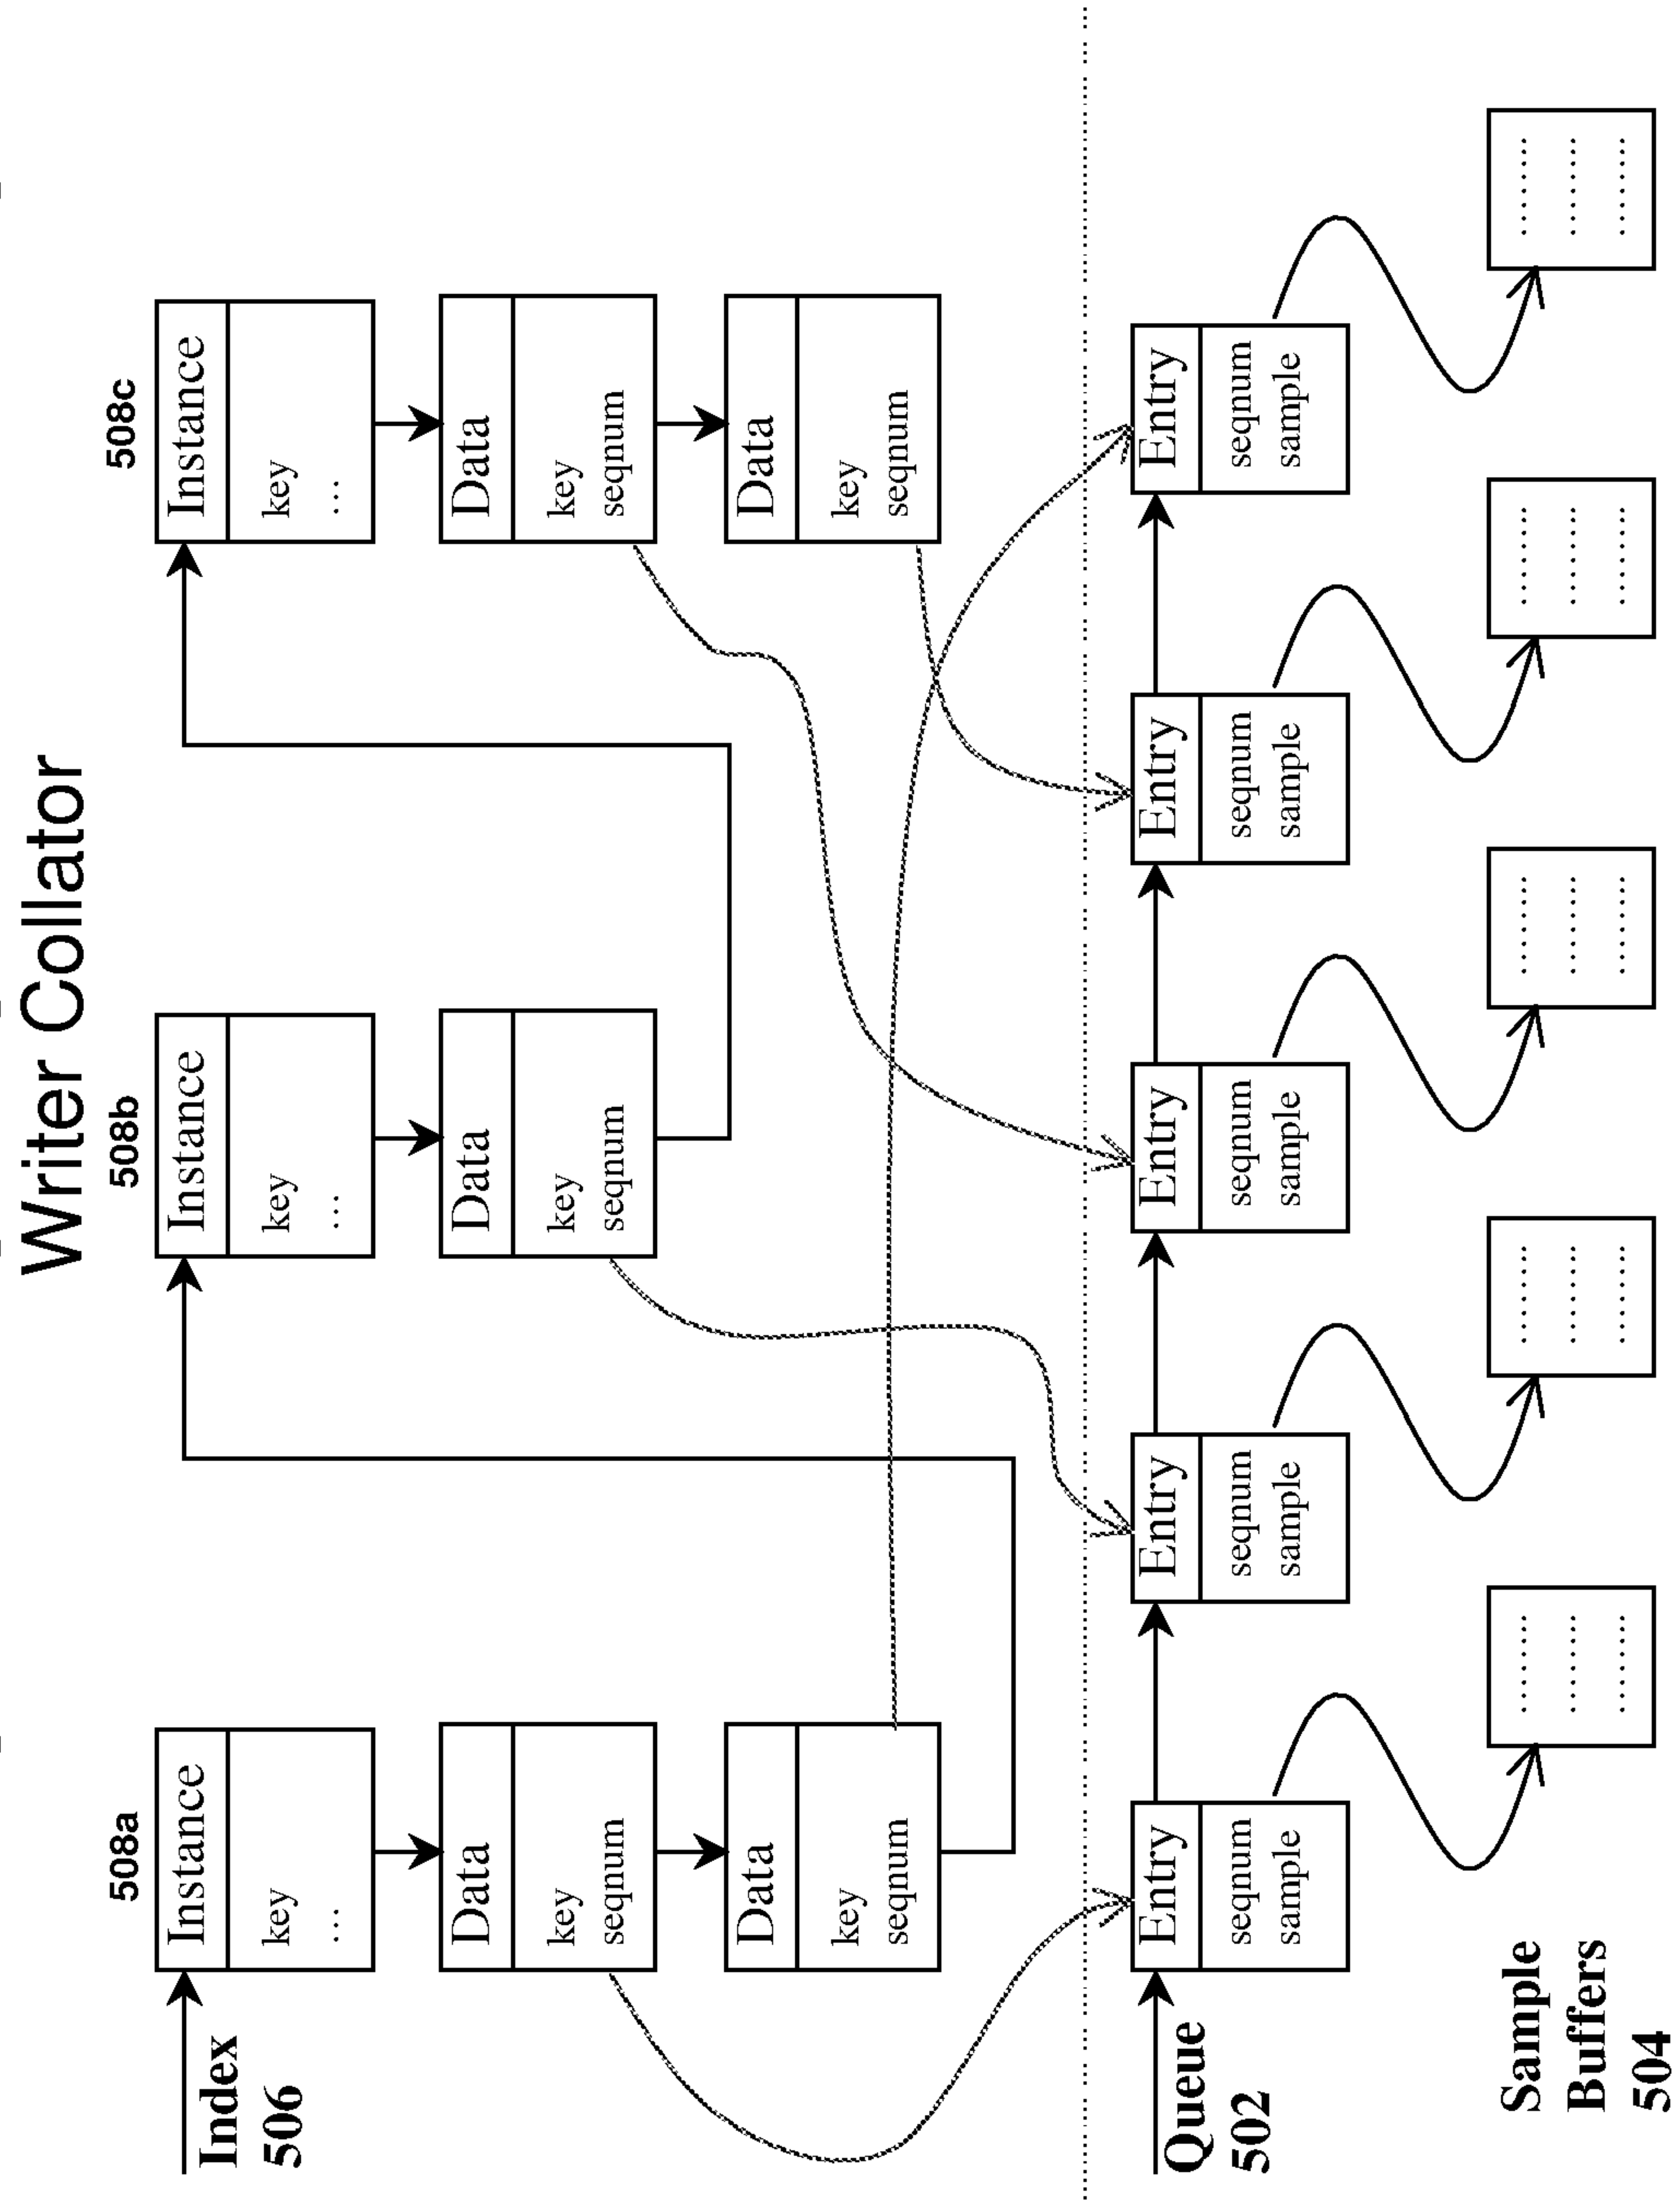 Writer Collator
508a
508b
508c
Instance
key
...
Instance
key
...
Instance
key
...
Index
506
Data
key
seqnum
Data
key
seqnum
Data
key
seqnum
Data
key
seqnum
Data
key
seqnum
Queue
502
Entry
seqnum
sample
Entry
seqnum
sample
Entry
seqnum
sample
Entry
seqnum
sample
Entry
seqnum
sample
Sample
Buffers
504